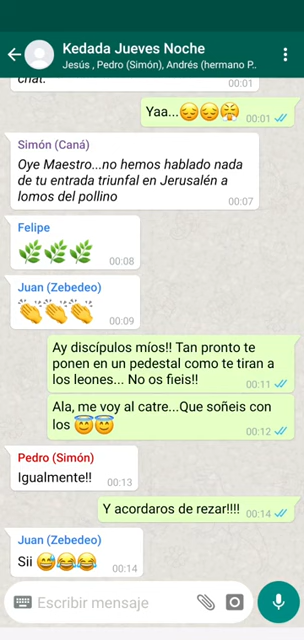 Kedada Jueves Noche
Jesús , Pedro (Simón), Andrés (hermano P..
chat.
00:01
Yaa...😔😔😤 00:01
Simón (Caná)
Oye Maestro...no hemos hablado nada
de tu entrada triunfal en Jerusalén a
lomos del pollino
00:07
Felipe
🌿🌿🌿
00:08
Juan (Zebedeo)
👏👏👏
00:09
Ay discípulos míos!! Tan pronto te
ponen en un pedestal como te tiran a
los leones... No os fieis!!
00:11
Ala, me voy al catre...Que soñeis con
los 😇😇
00:12
Pedro (Simón)
Igualmente!! 00:13
Y acordaros de rezar!!!! 00:14
Juan (Zebedeo)
Sii 😅😂😂 00:14
Escribir mensaje